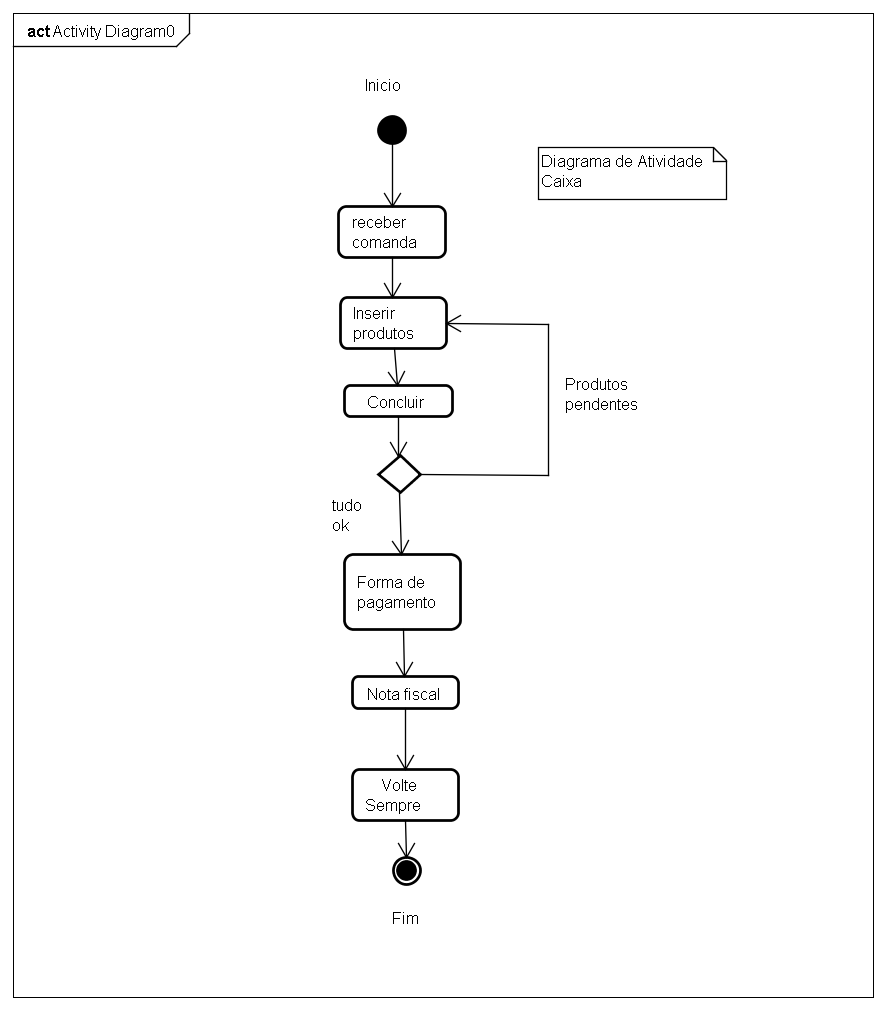 act Activity Diagram0
Inicio
Diagrama de Atividade
Caixa
receber
comanda
Inserir
produtos
Produtos
pendentes
Concluir
tudo
ok
Forma de
pagamento
Nota fiscal
Volte
Sempre
Fim